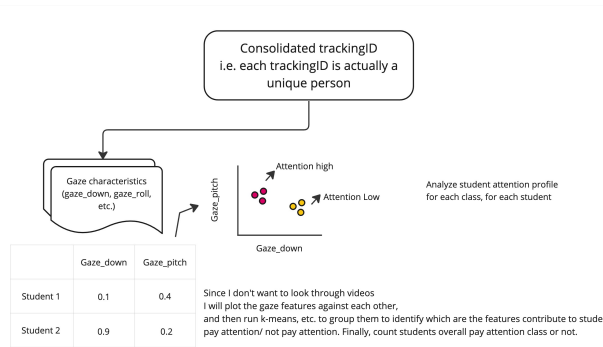 Consolidated trackingID
i.e. each trackingID is actually a
unique person
Gaze characteristics
(gaze_down, gaze_roll,
etc.)
Gaze_pitch
Attention high
Attention Low
Gaze_down
Analyze student attention profile
for each class, for each student
Gaze_down Gaze_pitch
Student 1 0.1 0.4
Student 2 0.9 0.2
Since I don't want to look through videos
I will plot the gaze features against each other,
and then run k-means, etc. to group them to identify which are the features contribute to stude
pay attention/ not pay attention. Finally, count students overall pay attention class or not.